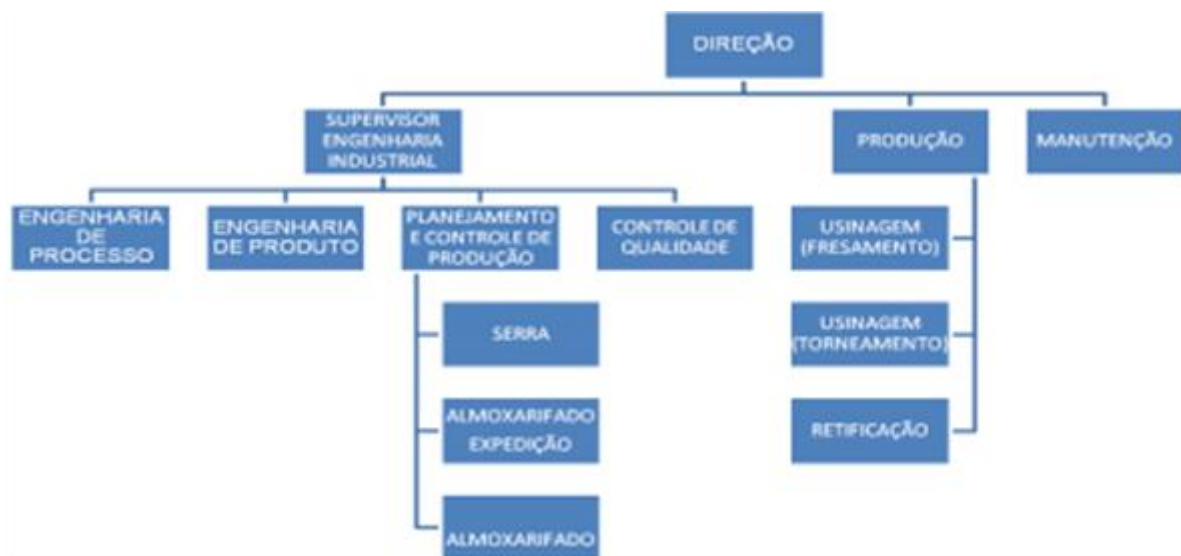 DIREÇÃO
SUPERVISOR
ENGENHARIA
INDUSTRIAL
PRODUÇÃO
MANUTENÇÃO
ENGENHARIA
DE
PROCESSO
ENGENHARIA
DE PRODUTO
PLANEJAMENTO
E CONTROLE DE
PRODUÇÃO
CONTROLE DE
QUALIDADE
USINAGEM
(FRESAMENTO)
SERRA
USINAGEM
(TORNEAMENTO)
ALMOXARIFADO
EXPEDIÇÃO
RETIFICAÇÃO
ALMOXARIFADO